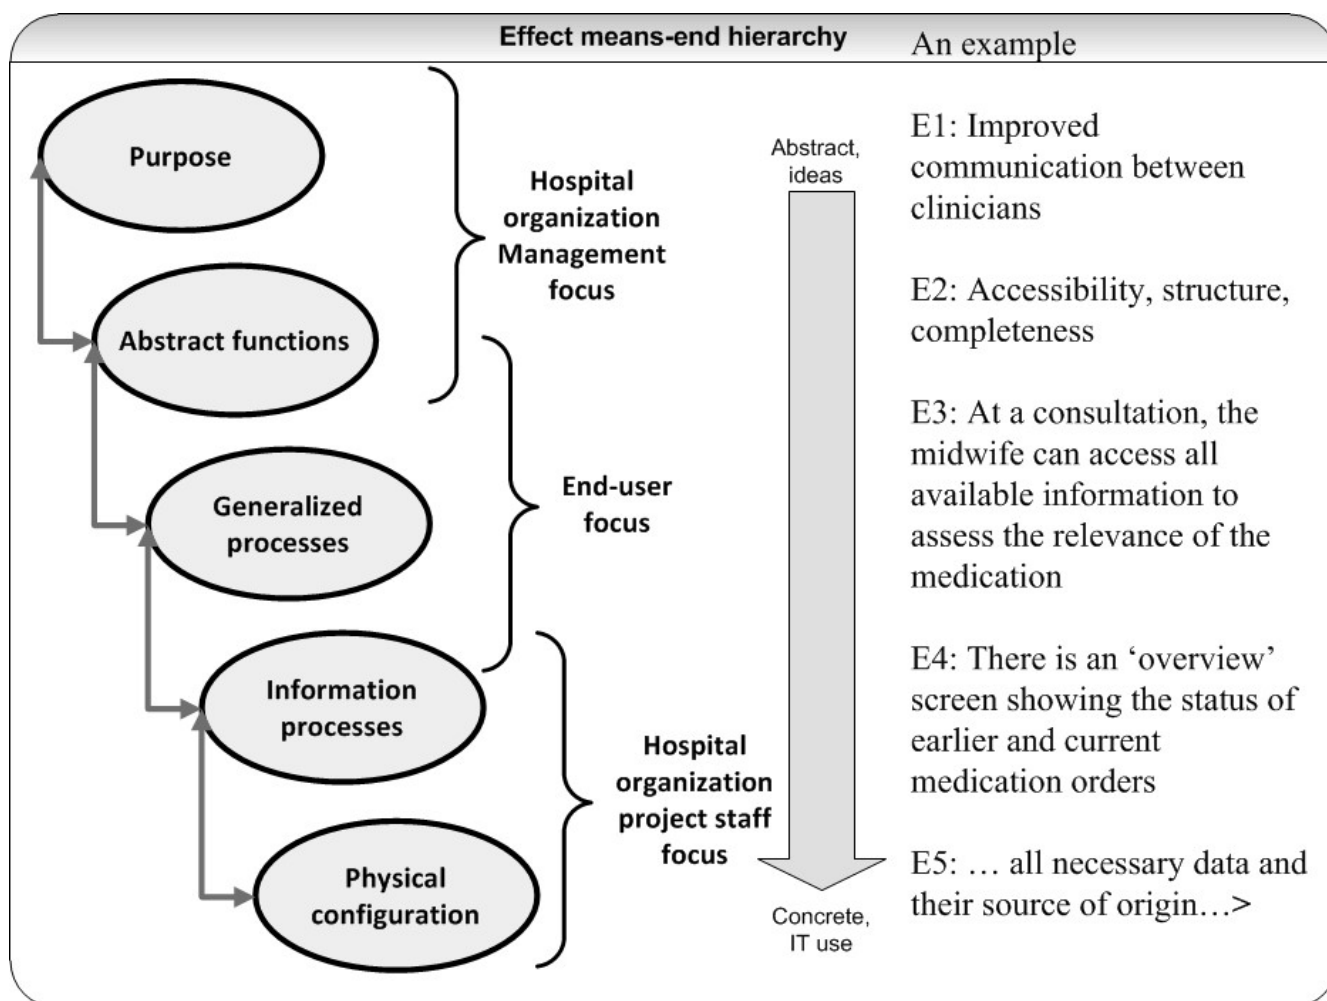 Effect means-end hierarchy
An example
Purpose
Abstract functions
Generalized
processes
Information
processes
Physical
configuration
Hospital
organization
Management
focus
End-user
focus
Hospital
organization
project staff
focus
Abstract,
ideas
Concrete,
IT use
E1: Improved
communication between
clinicians
E2: Accessibility, structure,
completeness
E3: At a consultation, the
midwife can access all
available information to
assess the relevance of the
medication
E4: There is an ‘overview’
screen showing the status of
earlier and current
medication orders
E5: … all necessary data and
their source of origin…>